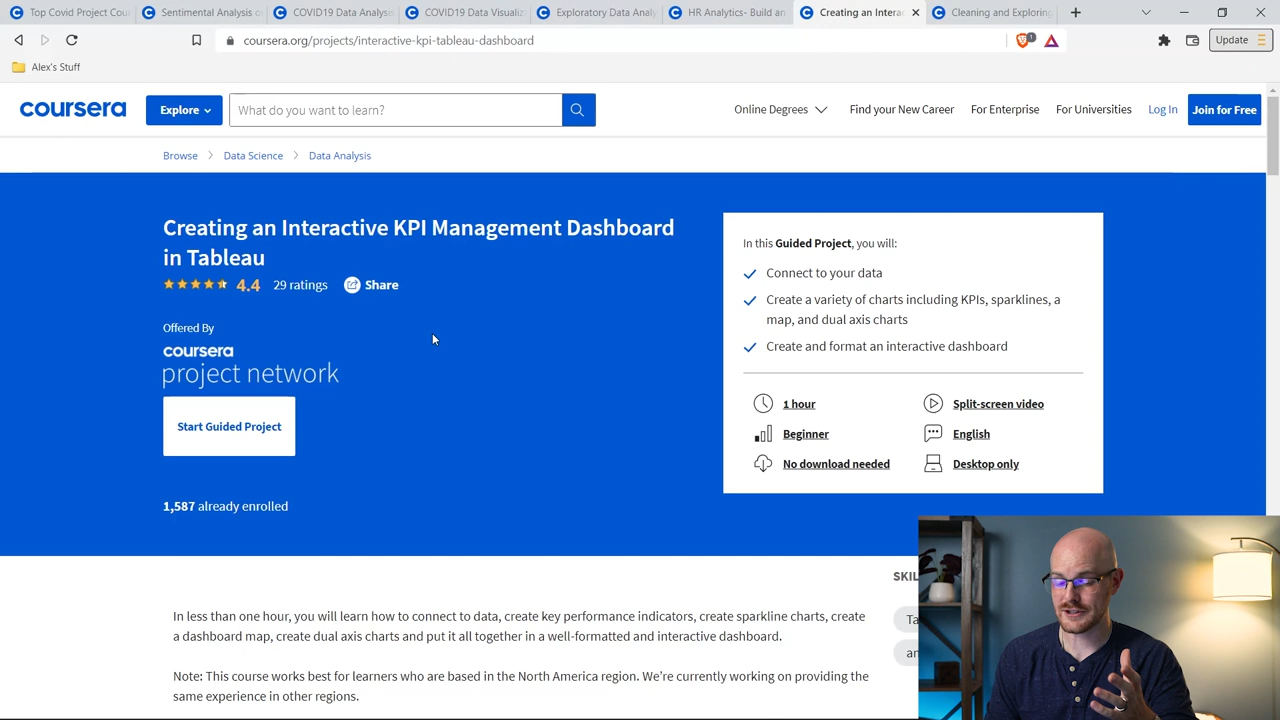 Top Covid Project Cou
Sentimental Analysis o
COVID19 Data Analysis
COVID19 Data Visualiz
Exploratory Data Analy
HR Analytics- Build an
Creating an Intera
Cleaning and Exploring
coursera.org/projects/interactive-kpi-tableau-dashboard
1
Update
Alex's Stuff
coursera
Explore
What do you want to learn?
Online Degrees
Find your New Career
For Enterprise
For Universities
Log In
Join for Free
Browse
Data Science
Data Analysis
Creating an Interactive KPI Management Dashboard
in Tableau
4.4
29 ratings
Share
Offered By
coursera
project network
Start Guided Project
1,587 already enrolled
In this Guided Project, you will:
Connect to your data
Create a variety of charts including KPIs, sparklines, a
map, and dual axis charts
Create and format an interactive dashboard
1 hour
Split-screen video
Beginner
English
No download needed
Desktop only
In less than one hour, you will learn how to connect to data, create key performance indicators, create sparkline charts, create
a dashboard map, create dual axis charts and put it all together in a well-formatted and interactive dashboard.
Note: This course works best for learners who are based in the North America region. We're currently working on providing the
same experience in other regions.
SKIL
Ta
an